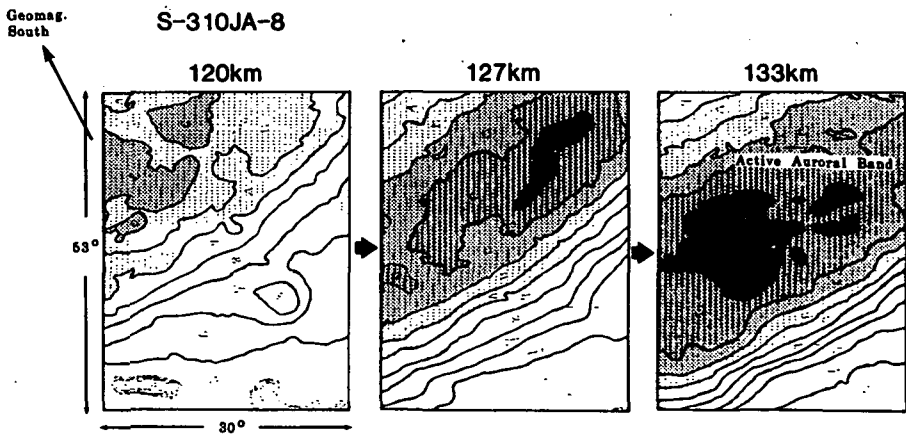 Geomag.
South
S-310JA-8
120km
127km
133km
Active Auroral Band
53°
30°